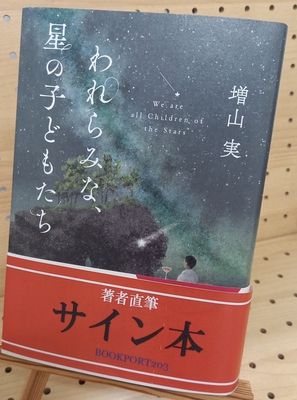 われらみな、
星の子どもたち
We are
all Children of
the Stars
増山 実
著者直筆
サイン本
BOOKPORT203